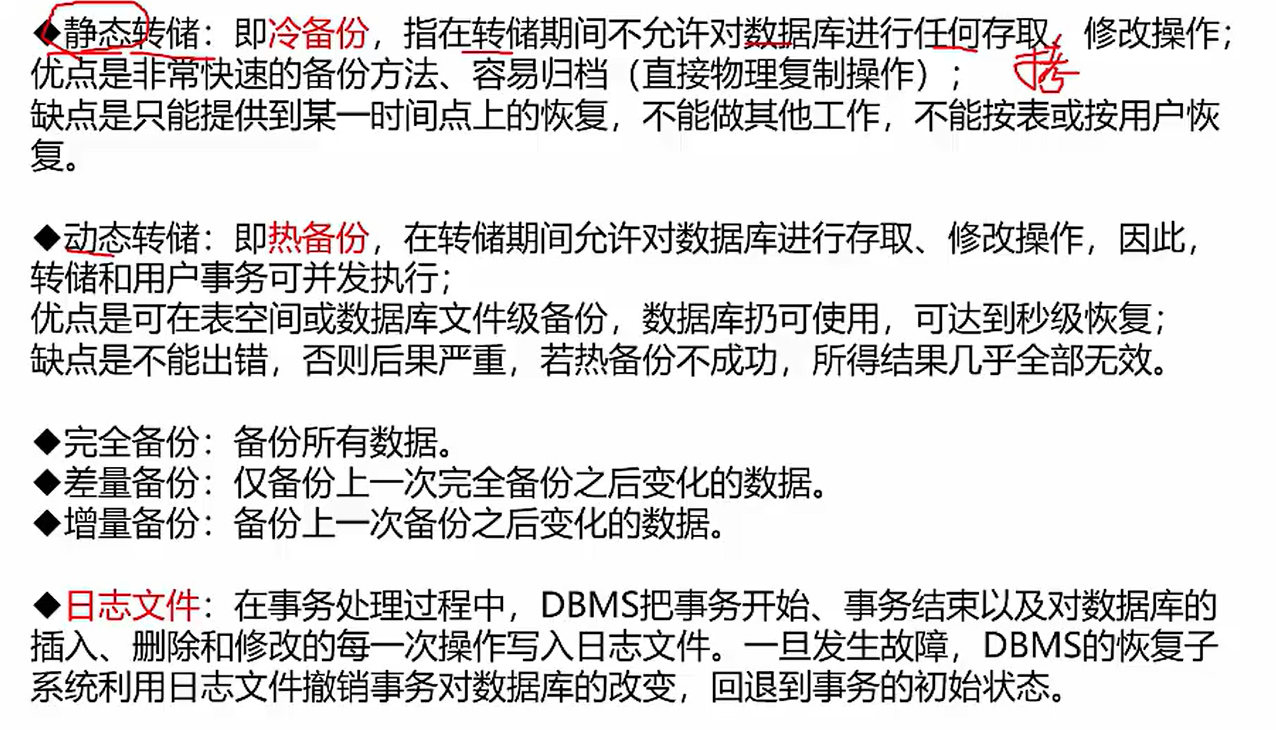 ◆静态转储：即冷备份，指在转储期间不允许对数据库进行任何存取、修改操作；
优点是非常快速的备份方法、容易归档（直接物理复制操作）；
拷
缺点是只能提供到某一时间点上的恢复，不能做其他工作，不能按表或按用户恢
复。
◆动态转储：即热备份，在转储期间允许对数据库进行存取、修改操作，因此，
转储和用户事务可并发执行；
优点是可在表空间或数据库文件级备份，数据库扔可使用，可达到秒级恢复；
缺点是不能出错，否则后果严重，若热备份不成功，所得结果几乎全部无效。
◆完全备份：备份所有数据。
◆差量备份：仅备份上一次完全备份之后变化的数据。
◆增量备份：备份上一次备份之后变化的数据。
◆日志文件：在事务处理过程中，DBMS把事务开始、事务结束以及对数据库的
插入、删除和修改的每一次操作写入日志文件。一旦发生故障，DBMS的恢复子
系统利用日志文件撤销事务对数据库的改变，回退到事务的初始状态。